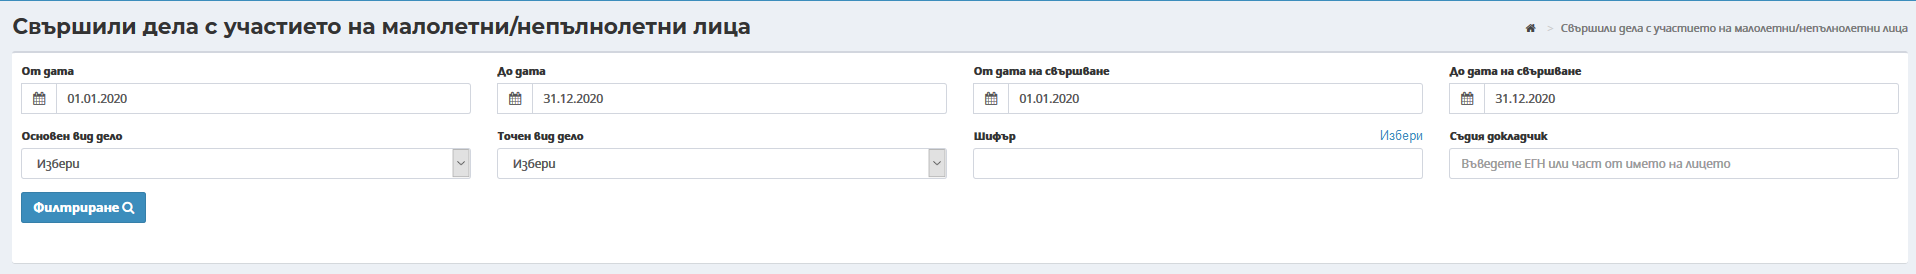 Свършили дела с участието на малолетни/непълнолетни лица
> Свършили дела с участието на малолетни/непълнолетни лица
От дата
До дата
От дата на свършване
До дата на свършване
01.01.2020
31.12.2020
01.01.2020
31.12.2020
Основен вид дело
Точен вид дело
Шифър
Избери
Съдия докладчик
Избери
Избери
Въведете ЕГН или част от името на лицето
Филтриране